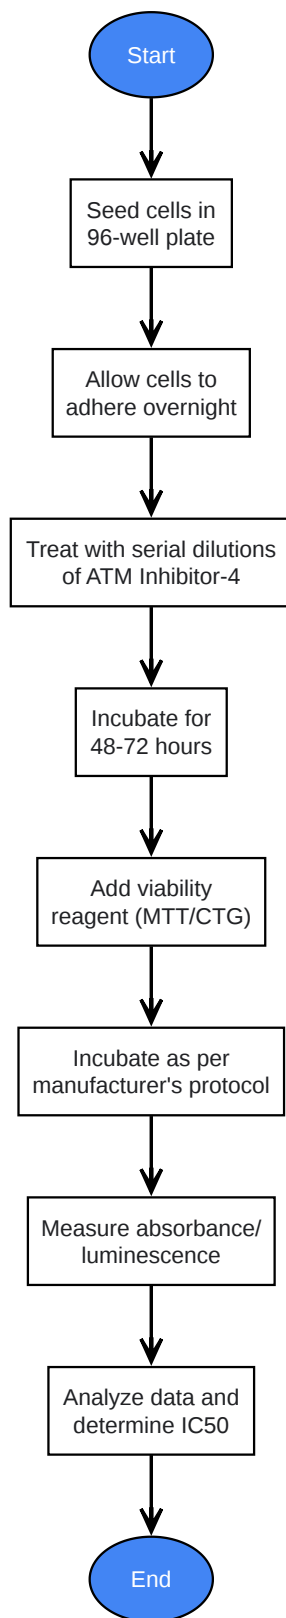 Start
Seed cells in
96-well plate
Allow cells to
adhere overnight
Treat with serial dilutions
of ATM Inhibitor-4
Incubate for
48-72 hours
Add viability
reagent (MTT/CTG)
Incubate as per
manufacturer's protocol
Measure absorbance/
luminescence
Analyze data and
determine IC50
End